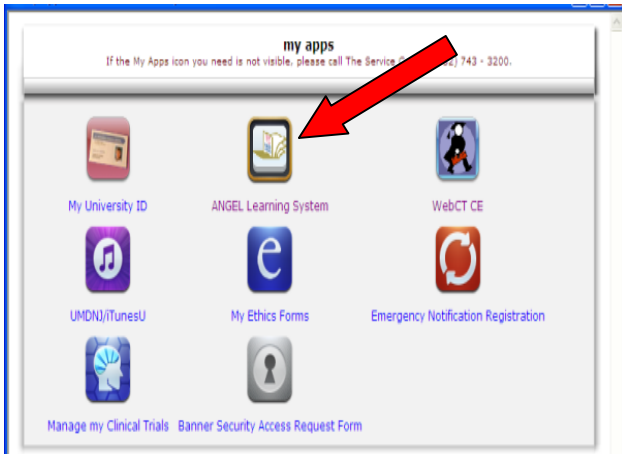 my apps
If the My Apps icon you need is not visible, please call The Service 743 - 3200.
My University ID
ANGEL Learning System
WebCT CE
UMDNJ/iTunesU
My Ethics Forms
Emergency Notification Registration
Manage my Clinical Trials
Banner Security Access Request Form